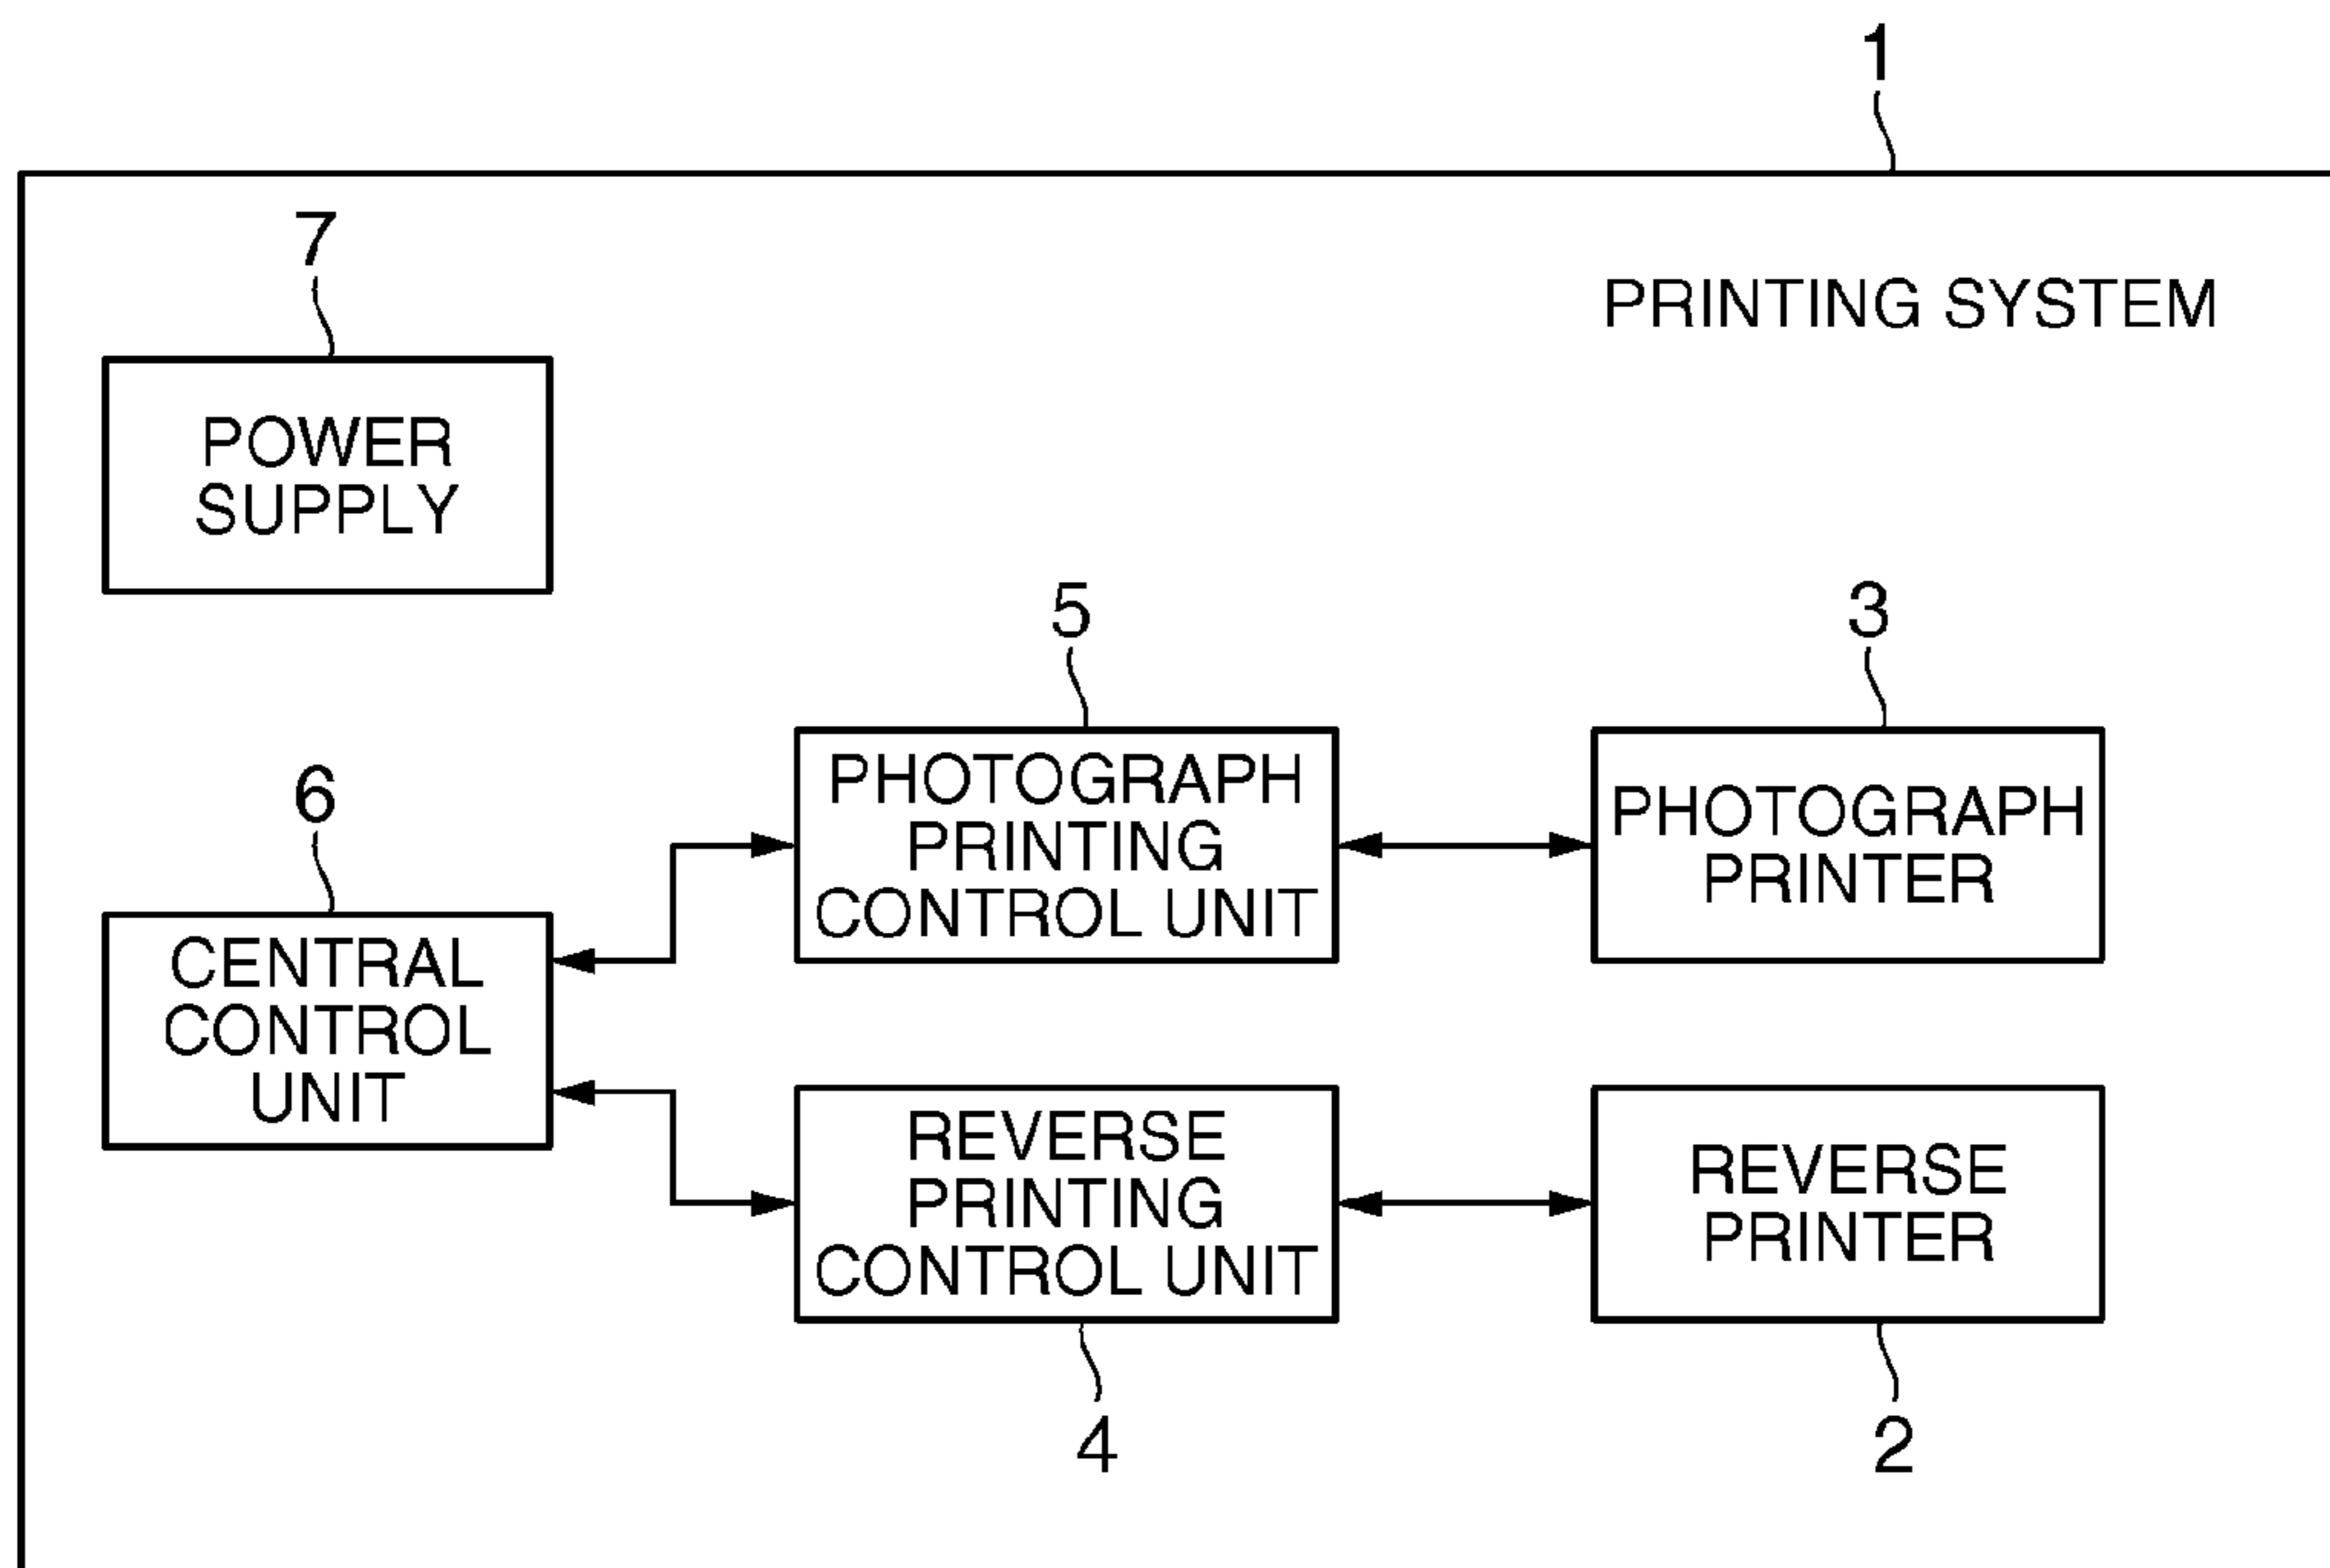 1
7
PRINTING SYSTEM
POWER
SUPPLY
5
3
PHOTOGRAPH
PRINTING
CONTROL UNIT
PHOTOGRAPH
PRINTER
6
CENTRAL
CONTROL
UNIT
REVERSE
PRINTING
CONTROL UNIT
REVERSE
PRINTER
4
2